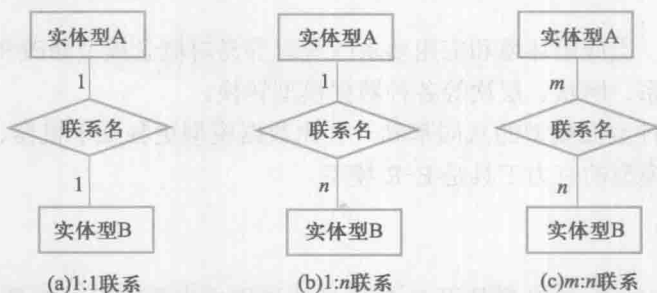 实体型A 实体型A 实体型A
1 1 m
联系名 联系名 联系名
1 n n
实体型B 实体型B 实体型B
(a)1:1联系 (b)1:n联系 (c)m:n联系